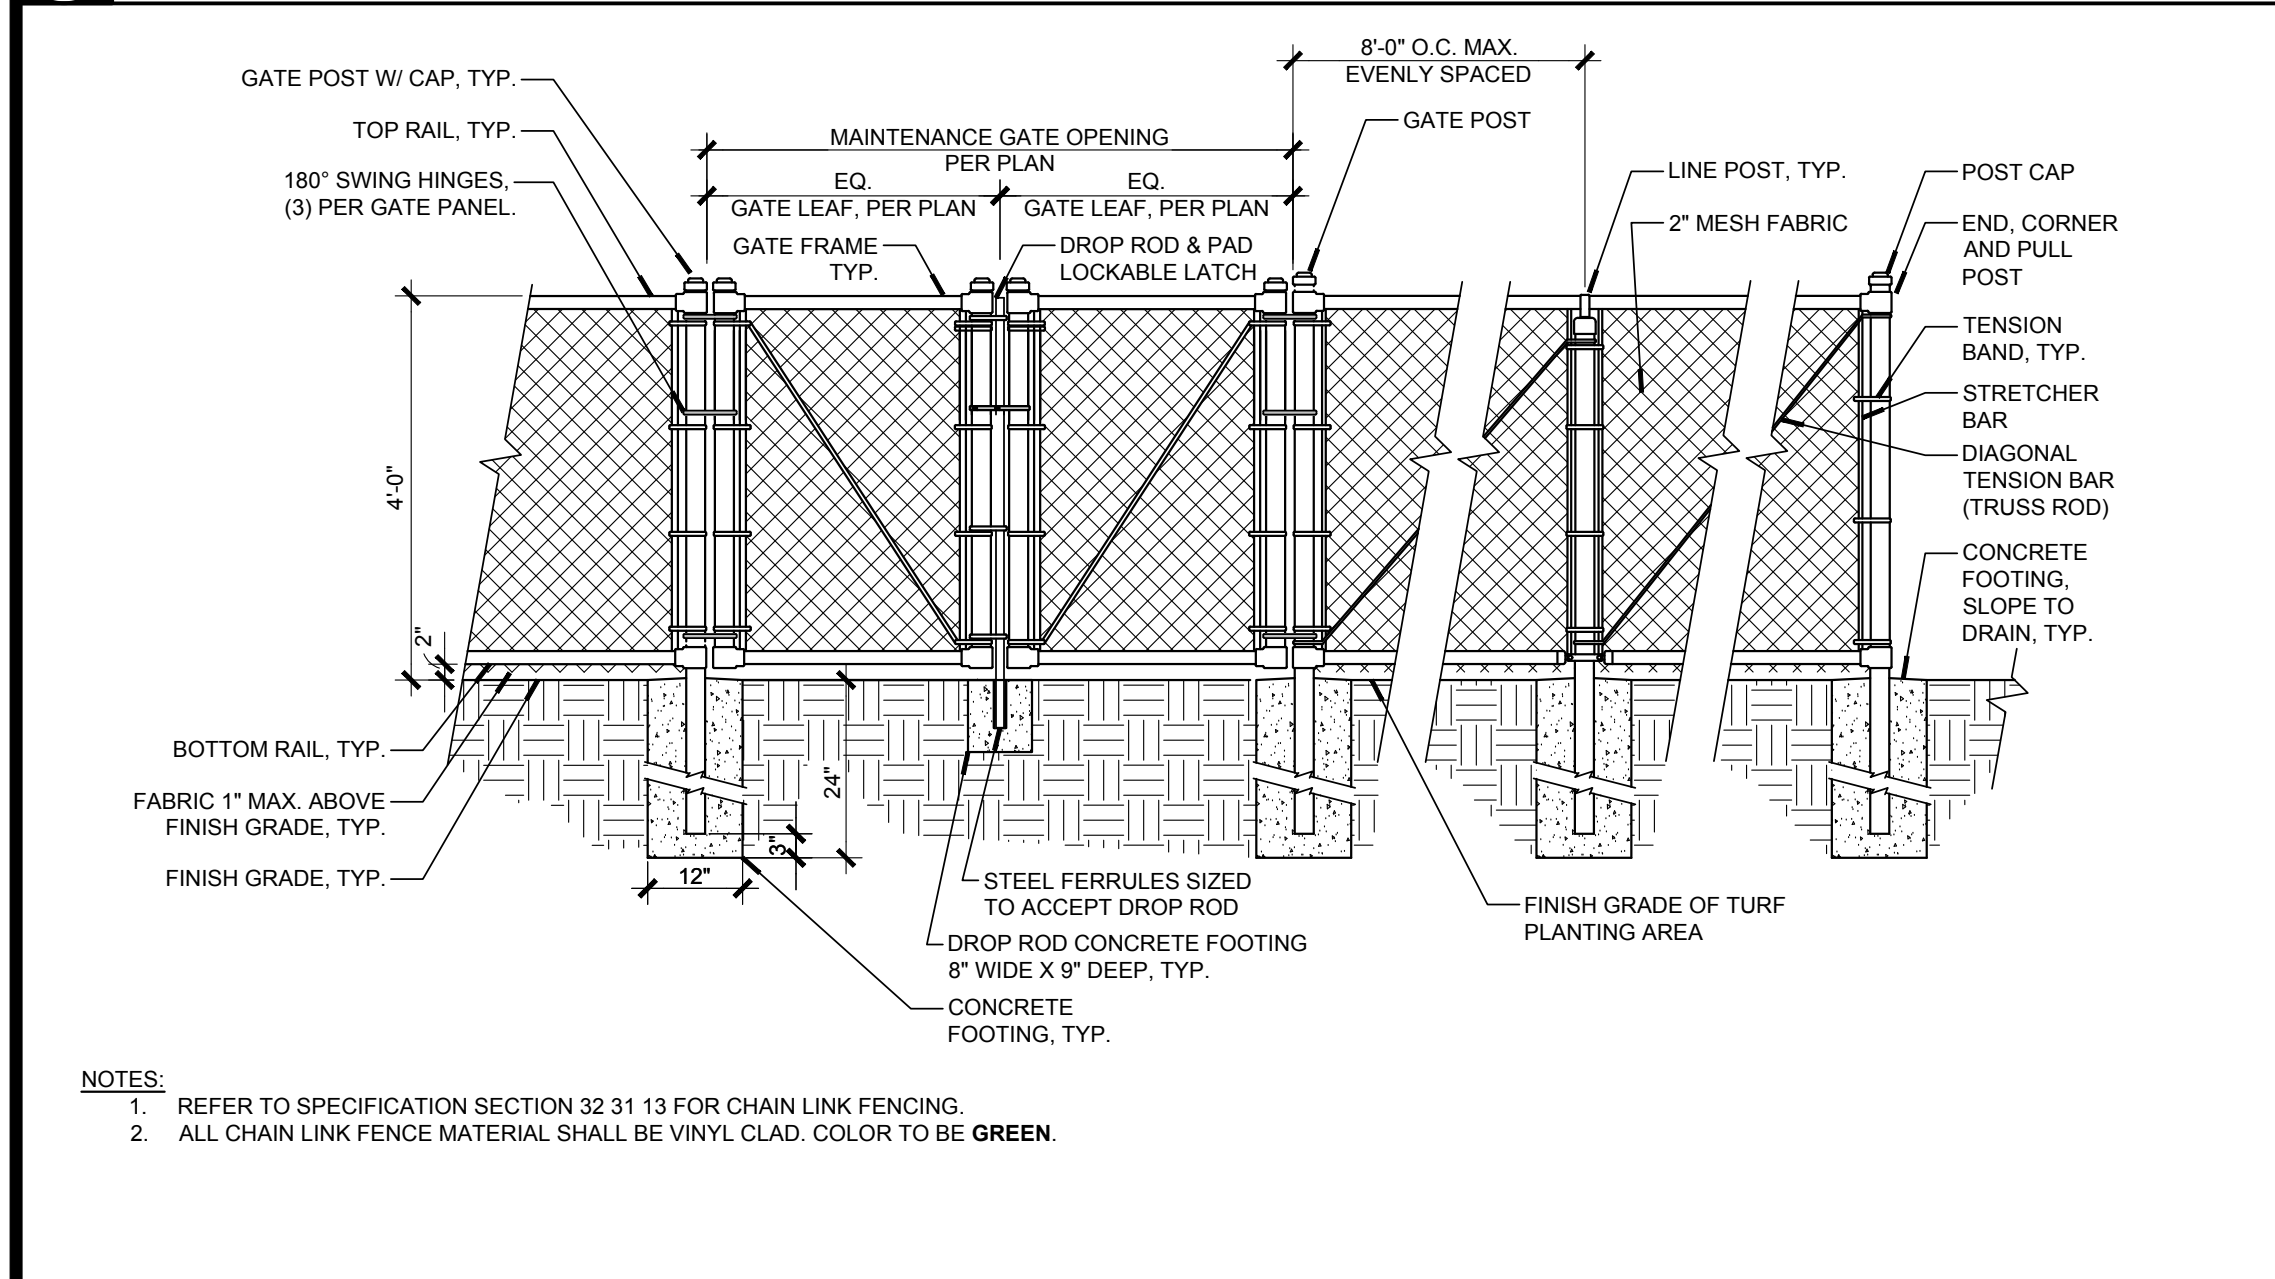 8'-0" O.C. MAX.
EVENLY SPACED
GATE POST W/ CAP, TYP.
TOP RAIL, TYP.
180° SWING HINGES,
(3) PER GATE PANEL.
MAINTENANCE GATE OPENING
PER PLAN
EQ.
GATE LEAF, PER PLAN
EQ.
GATE LEAF, PER PLAN
GATE FRAME
TYP.
DROP ROD & PAD
LOCKABLE LATCH
GATE POST
LINE POST, TYP.
2" MESH FABRIC
POST CAP
END, CORNER
AND PULL
POST
TENSION
BAND, TYP.
STRETCHER
BAR
DIAGONAL
TENSION BAR
(TRUSS ROD)
CONCRETE
FOOTING,
SLOPE TO
DRAIN, TYP.
4'-0"
2"
BOTTOM RAIL, TYP.
FABRIC 1" MAX. ABOVE
FINISH GRADE, TYP.
FINISH GRADE, TYP.
24"
3"
12"
STEEL FERRULES SIZED
TO ACCEPT DROP ROD
DROP ROD CONCRETE FOOTING
8" WIDE X 9" DEEP, TYP.
CONCRETE
FOOTING, TYP.
FINISH GRADE OF TURF
PLANTING AREA
NOTES:
1. REFER TO SPECIFICATION SECTION 32 31 13 FOR CHAIN LINK FENCING.
2. ALL CHAIN LINK FENCE MATERIAL SHALL BE VINYL CLAD. COLOR TO BE GREEN.